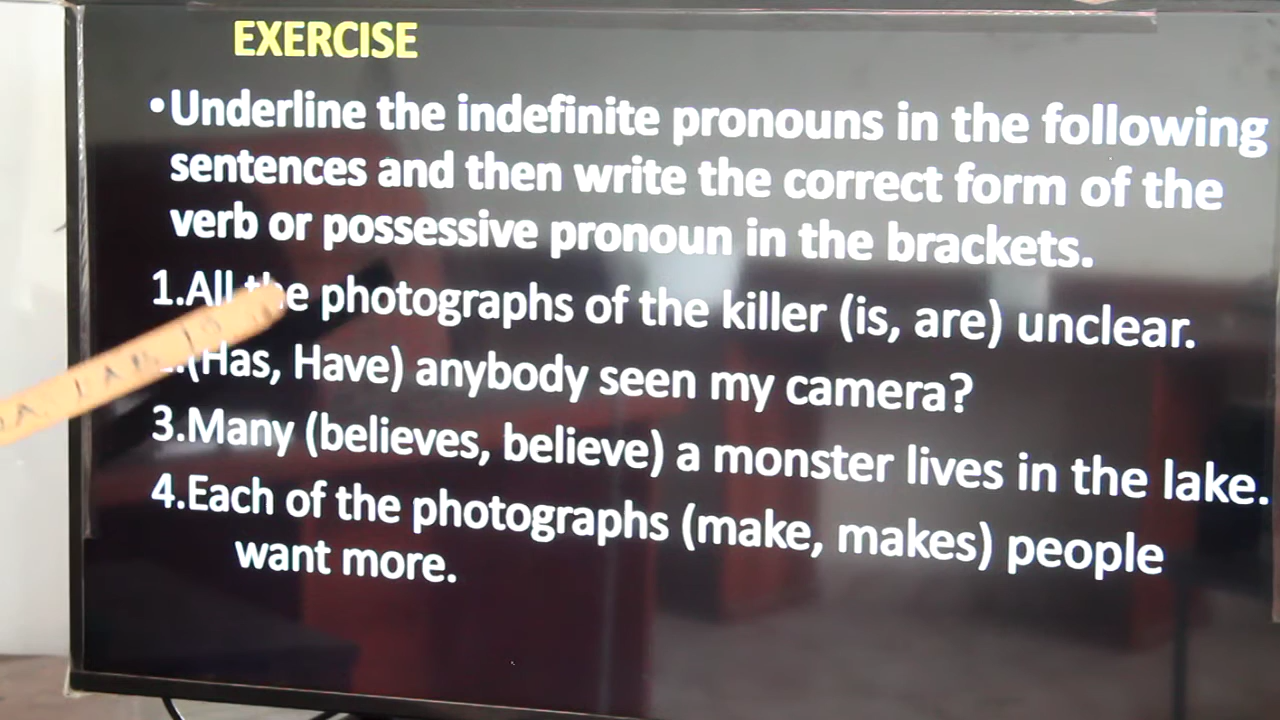 EXERCISE
•Underline the indefinite pronouns in the following
sentences and then write the correct form of the
verb or possessive pronoun in the brackets.
1.All the photographs of the killer (is, are) unclear.
.(Has, Have) anybody seen my camera?
3.Many (believes, believe) a monster lives in the lake.
4.Each of the photographs (make, makes) people
want more.